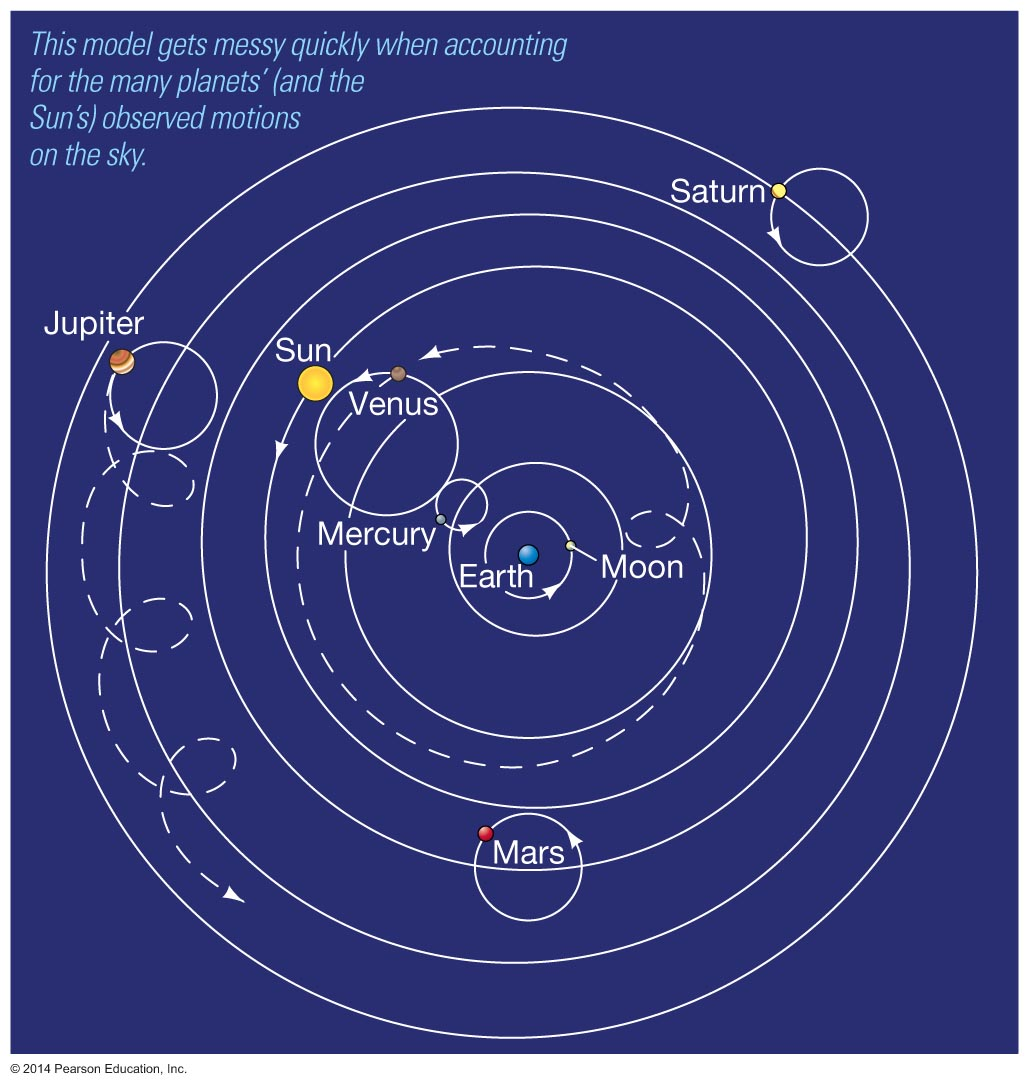 This model gets messy quickly when accounting
for the many planets’ (and the
Sun’s) observed motions
on the sky.
Saturn
Jupiter
Sun
Venus
Mercury
Earth
Moon
Mars
© 2014 Pearson Education, Inc.